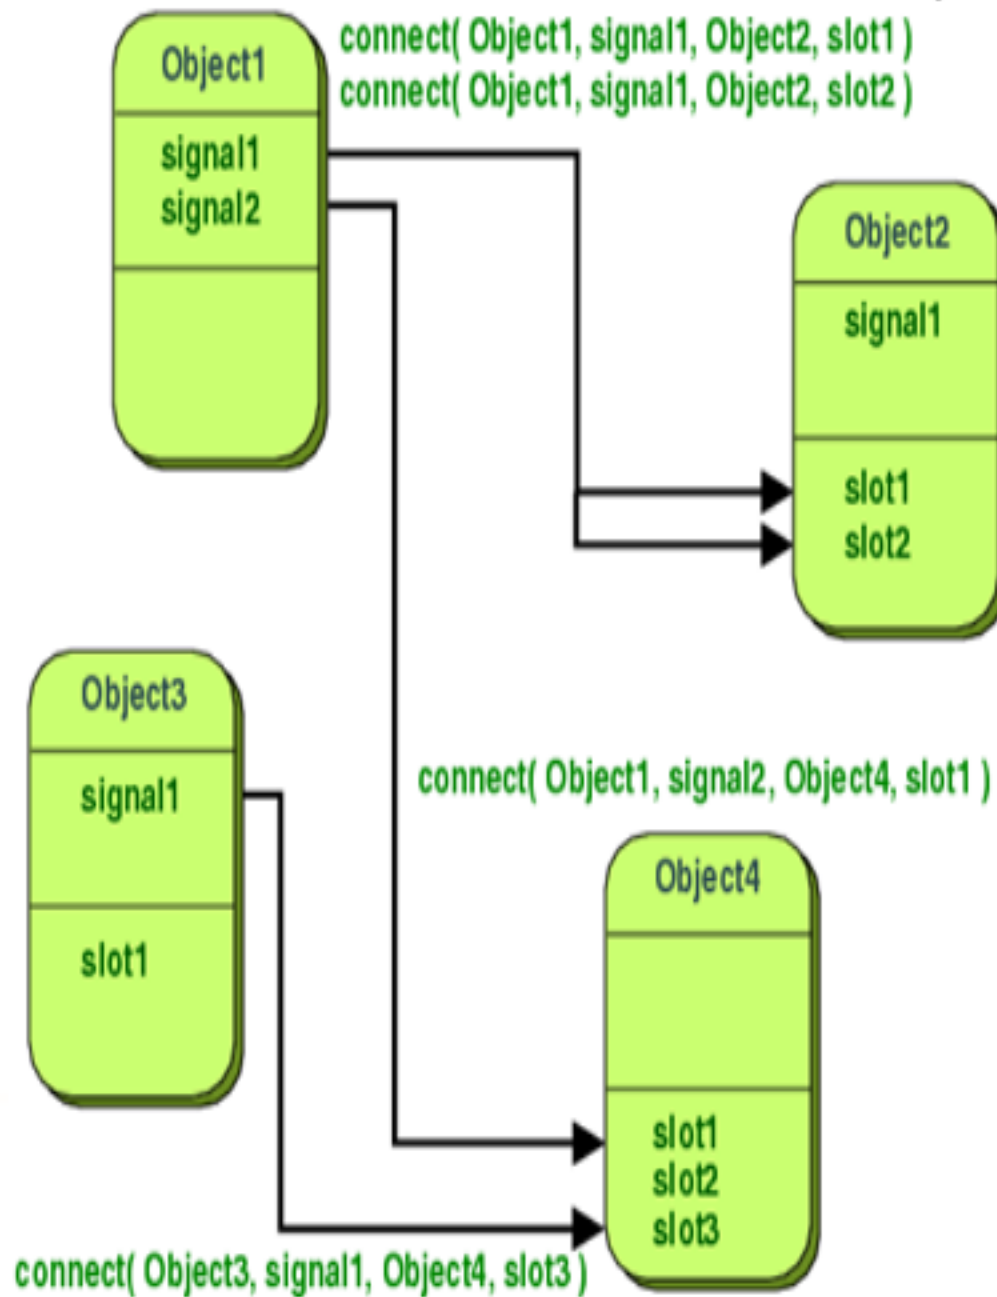 Object1
signal1
signal2
connect( Object1, signal1, Object2, slot1 )
connect( Object1, signal1, Object2, slot2 )
Object2
signal1
slot1
slot2
Object3
signal1
slot1
connect( Object1, signal2, Object4, slot1 )
Object4
slot1
slot2
slot3
connect( Object3, signal1, Object4, slot3 )